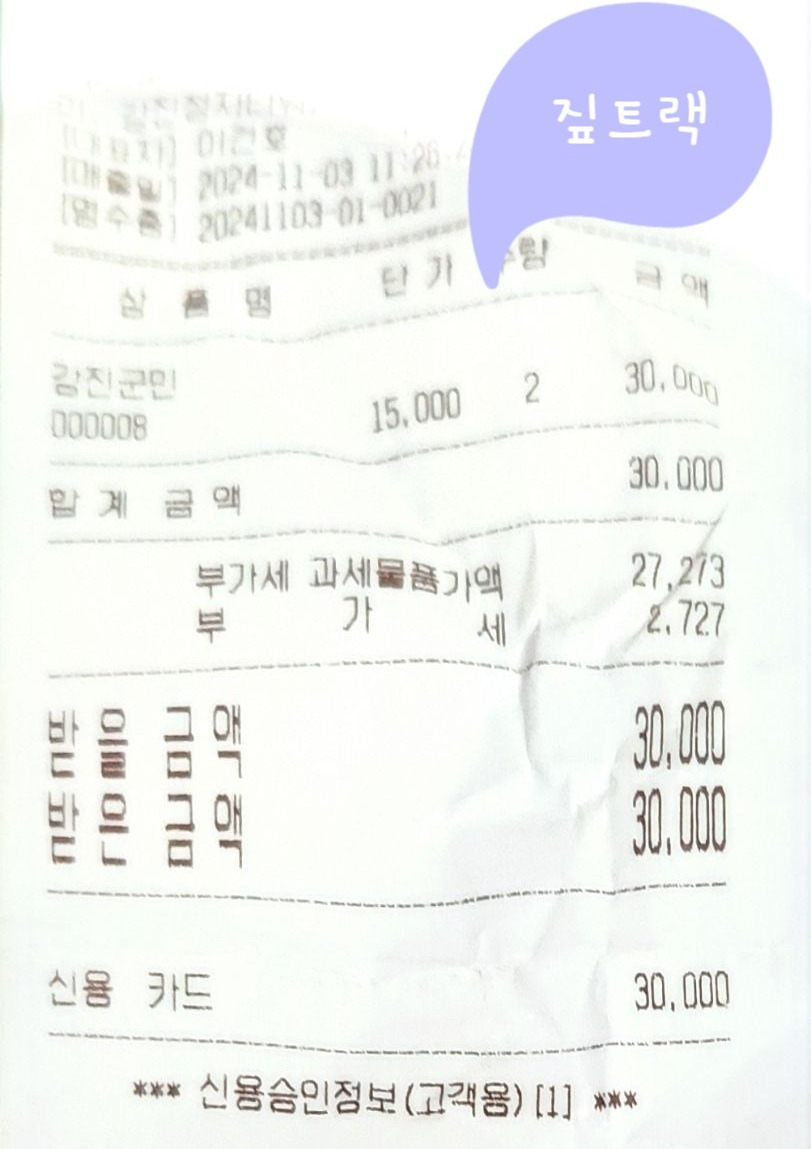 짚트랙
이건호
[매출일] 2024-11-03 11:26
[영수증] 20241103-01-0021
상 품 명 단 가 수량 금 액
강진군민
000008 15,000 2 30,000
합 계 금 액 30,000
부가세 과세물품가액 27,273
부 가 세 2,727
받 을 금 액 30,000
받 은 금 액 30,000
신용 카드 30,000
*** 신용승인정보(고객용) [1] ***